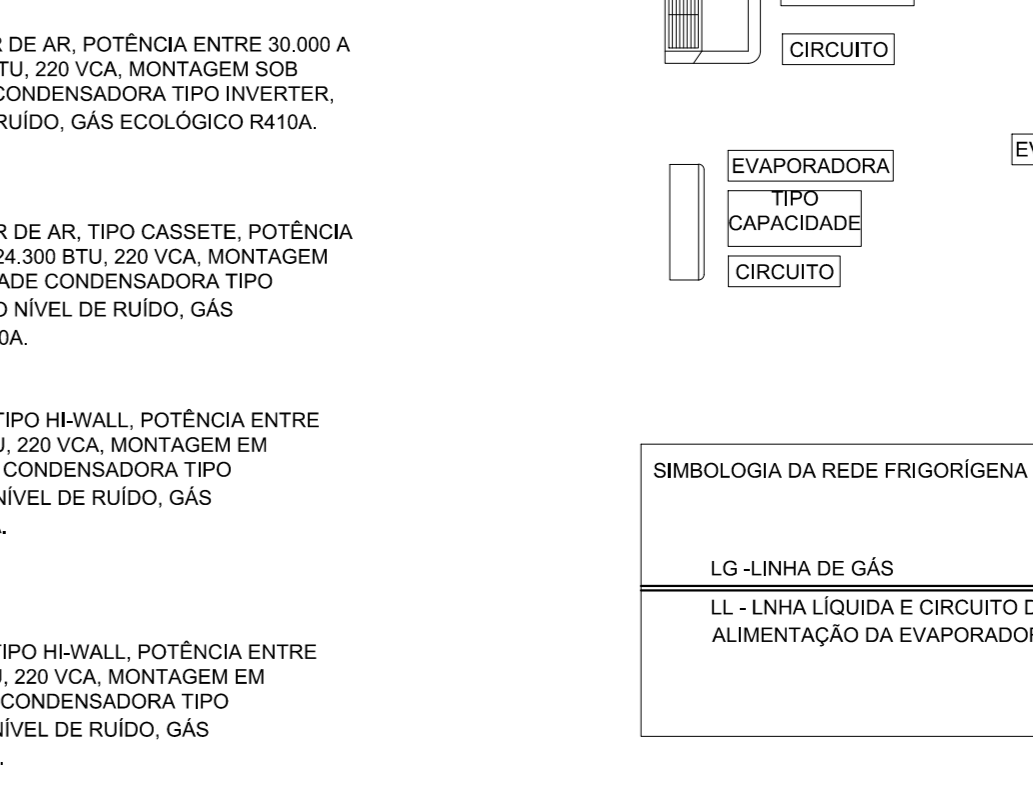 DE AR, POTÊNCIA ENTRE 30.000 A
220 VCA, MONTAGEM SOB
CONDENSADORA TIPO INVERTER,
RUÍDO, GÁS ECOLÓGICO R410A.
DE AR, TIPO CASSETE, POTÊNCIA
24.300 BTU, 220 VCA, MONTAGEM
CONDENSADORA TIPO
NÍVEL DE RUÍDO, GÁS
TIPO HI-WALL, POTÊNCIA ENTRE
220 VCA, MONTAGEM EM
CONDENSADORA TIPO
NÍVEL DE RUÍDO, GÁS
TIPO HI-WALL, POTÊNCIA ENTRE
220 VCA, MONTAGEM EM
CONDENSADORA TIPO
NÍVEL DE RUÍDO, GÁS
CIRCUITO
EVAPORADORA
TIPO
CAPACIDADE
CIRCUITO
SIMBOLOGIA DA REDE FRIGORÍGENA
LG -LINHA DE GÁS
LL - LNHA LÍQUIDA E CIRCUITO
ALIMENTAÇÃO DA